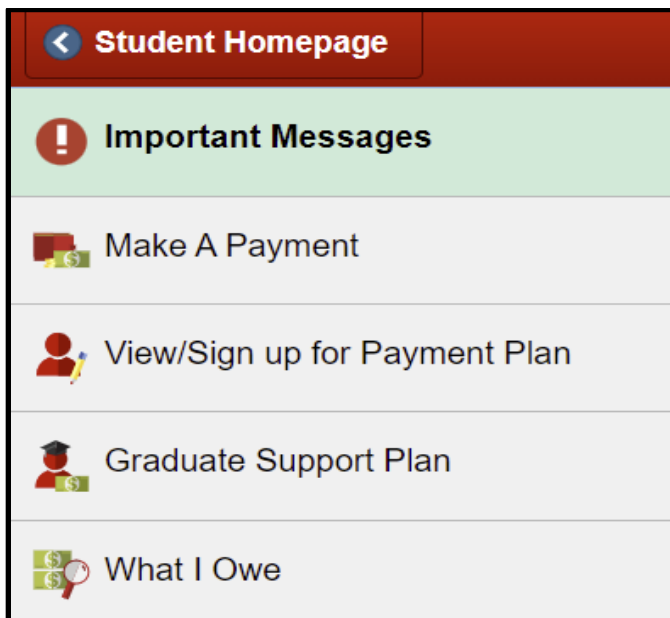 Student Homepage
Important Messages
Make A Payment
View/Sign up for Payment Plan
Graduate Support Plan
What I Owe